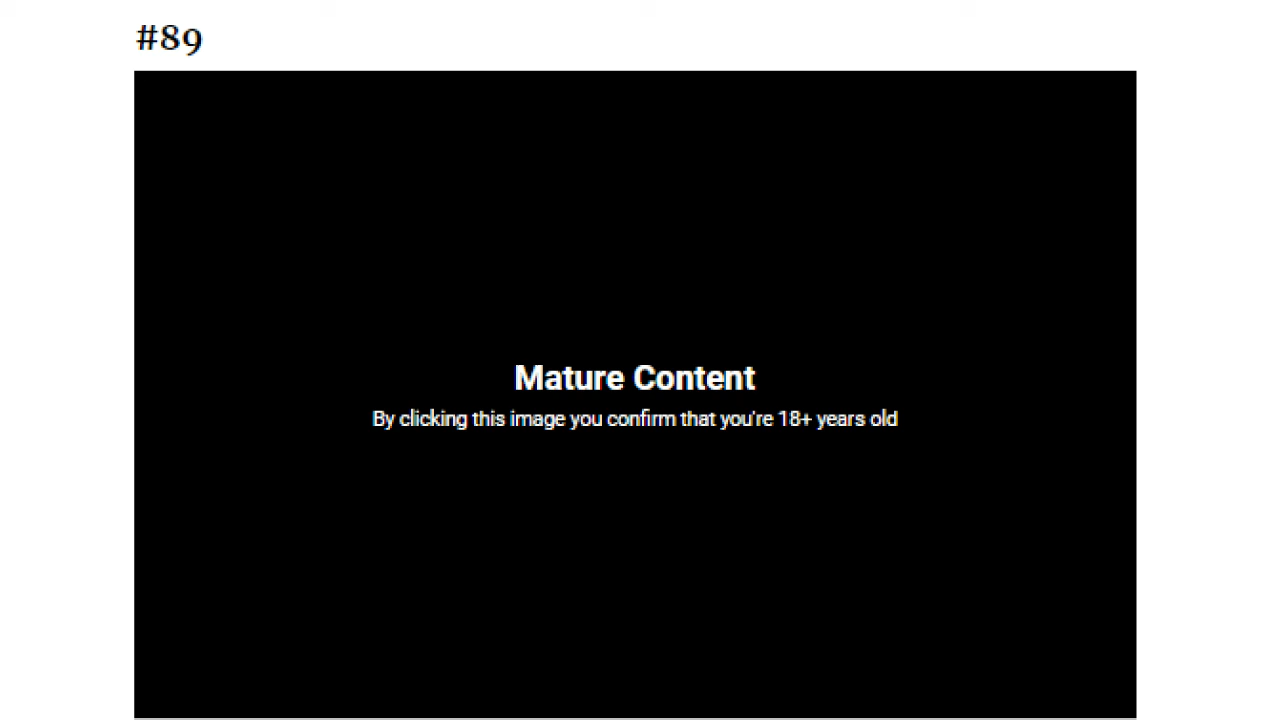 #89
Mature Content
By clicking this image you confirm that you're 18+ years old